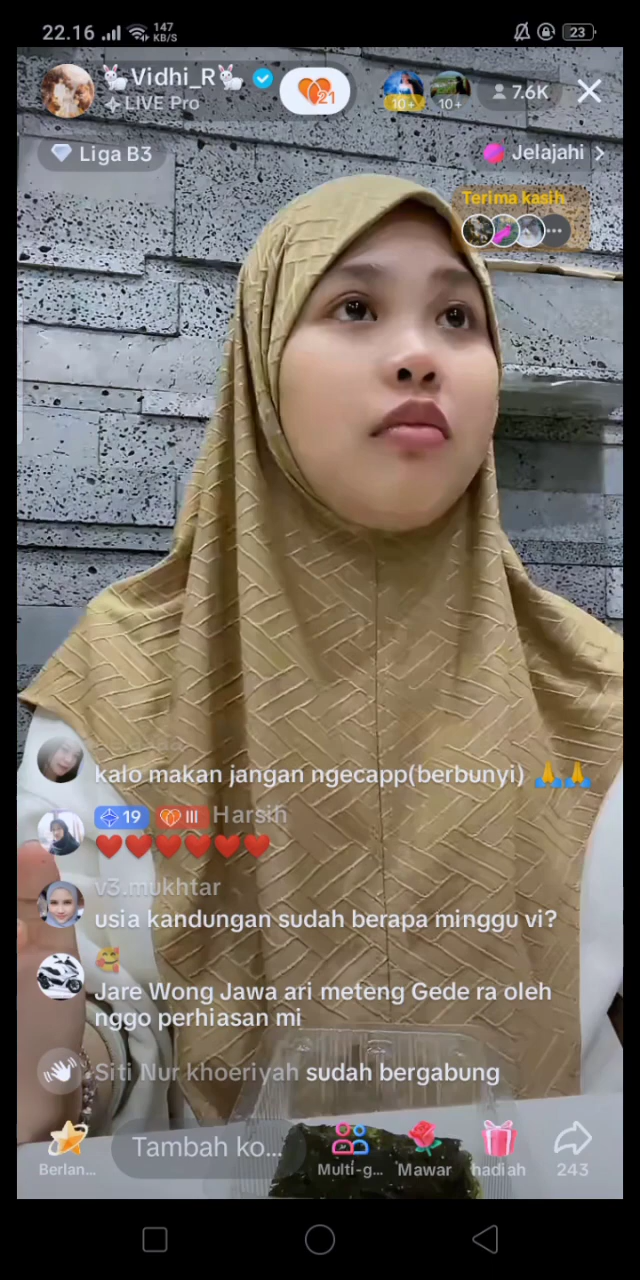 22.16 147 KB/S 23
Vidhi_R 21 10+ 10+ 7.6K
LIVE Pro
Liga B3 Jelajahi
Terima kasih
kalo makan jangan ngecapp(berbunyi) 🙏🙏
19 III Harsih
❤️❤️❤️❤️❤️❤️
v3.mukhtar
usia kandungan sudah berapa minggu vi?
🥰
Jare Wong Jawa ari meteng Gede ra oleh
nggo perhiasan mi
Siti Nur khoeriyah sudah bergabung
Tambah ko...
Berlan... Multi-g... Mawar hadiah 243